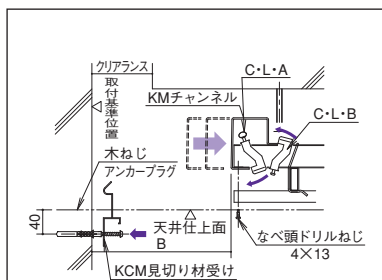 クリアランス
取付基準位置
C・L・A
KMチャンネル
C・L・B
木ねじ
アンカープラグ
40
天井仕上面
B
なべ頭ドリルねじ
4×13
KCM見切り材受け